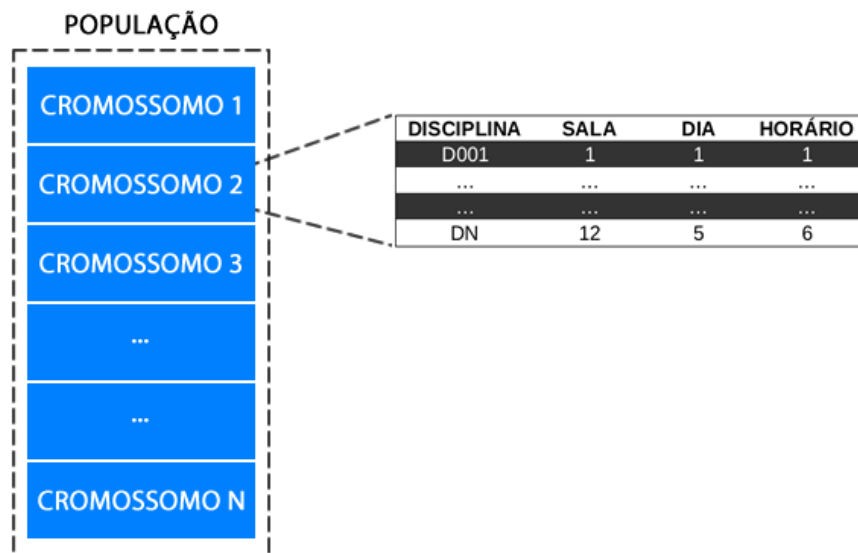 POPULAÇÃO
CROMOSSOMO 1
CROMOSSOMO 2
CROMOSSOMO 3
...
...
CROMOSSOMO N
DISCIPLINA SALA DIA HORÁRIO
D001 1 1 1
... ... ... ...
... ... ... ...
DN 12 5 6